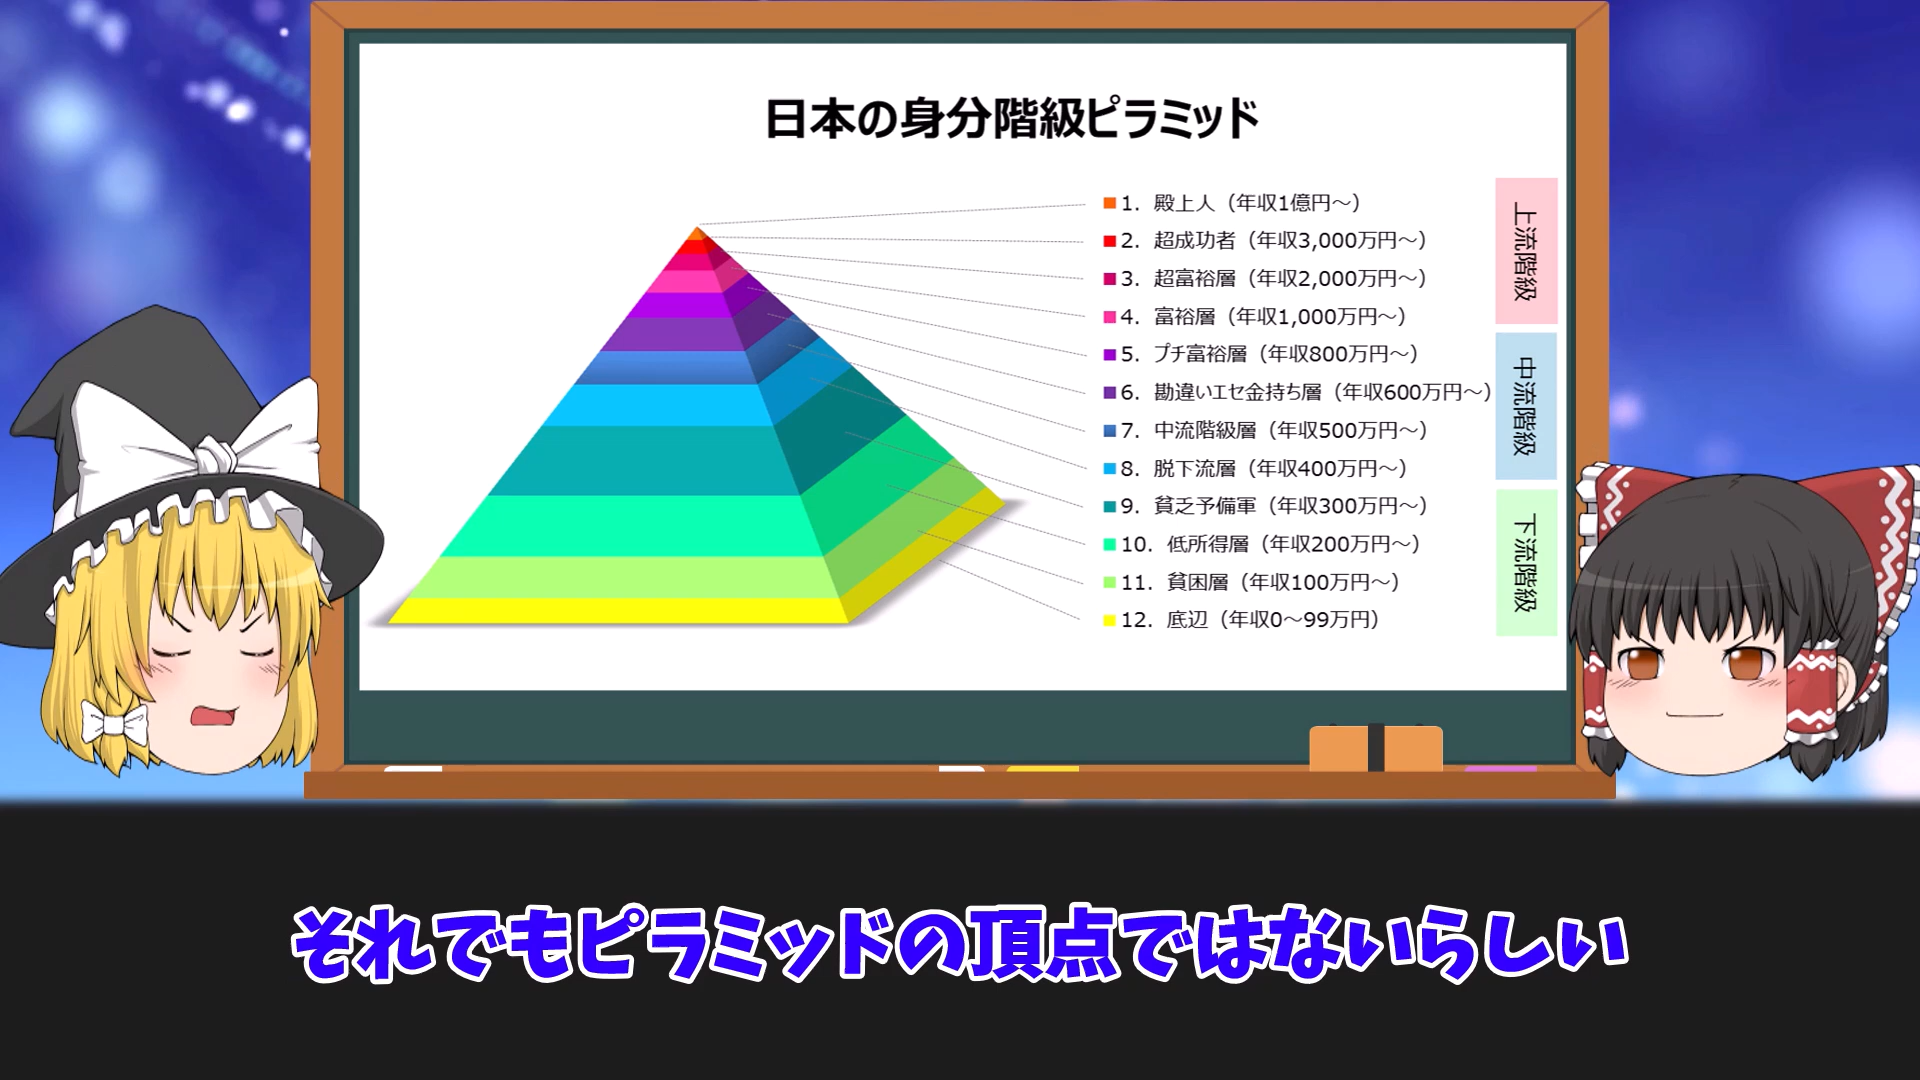 日本の身分階級ピラミッド
1. 殿上人（年収1億円～）
2. 超成功者（年収3,000万円～）
3. 超富裕層（年収2,000万円～）
4. 富裕層（年収1,000万円～）
5. プチ富裕層（年収800万円～）
6. 勘違いエセ金持ち層（年収600万円～）
7. 中流階級層（年収500万円～）
8. 脱下流層（年収400万円～）
9. 貧乏予備軍（年収300万円～）
10. 低所得層（年収200万円～）
11. 貧困層（年収100万円～）
12. 底辺（年収0～99万円）
上流階級
中流階級
下流階級
それでもピラミッドの頂点ではないらしい